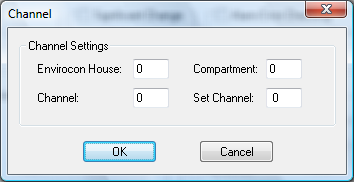 Channel
Channel Settings
Envirocon House: 0 Compartment: 0
Channel: 0 Set Channel: 0
OK Cancel